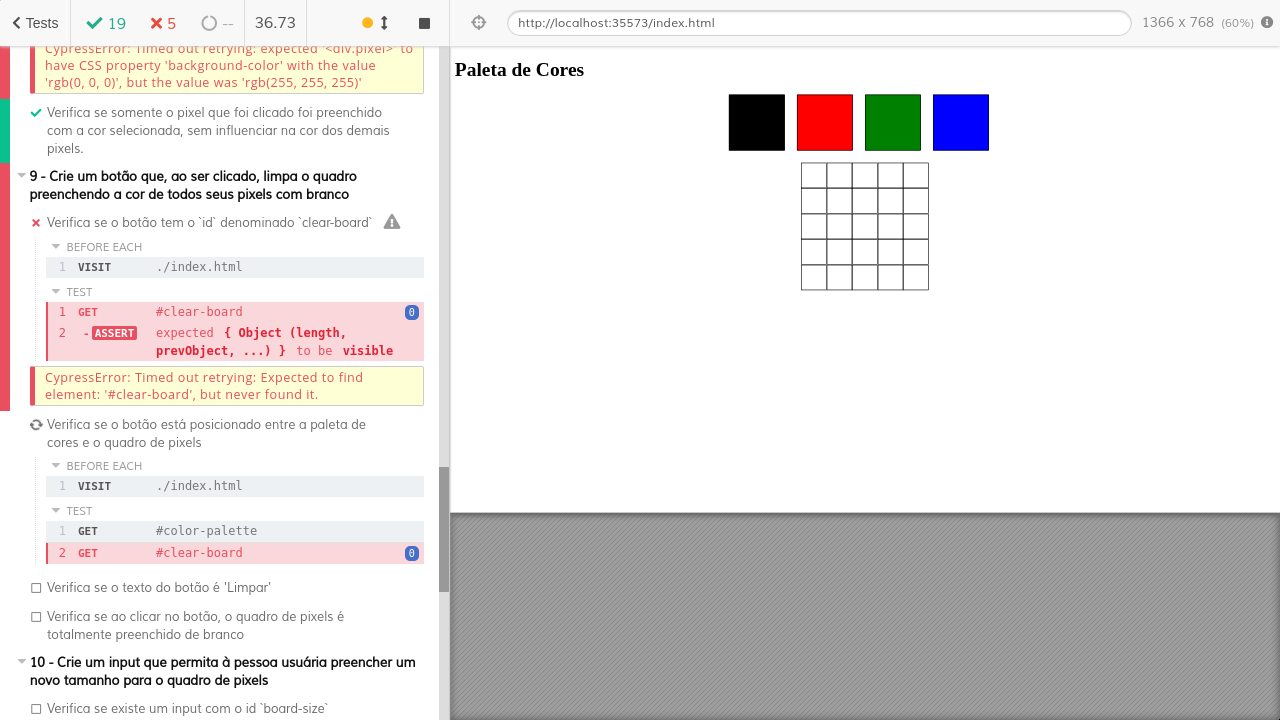 Tests
19
5
--
36.73
http://localhost:35573/index.html
1366 x 768 (60%)
CypressError: Timed out retrying: expected '<div.pixel>' to
have CSS property 'background-color' with the value
'rgb(0, 0, 0)', but the value was 'rgb(255, 255, 255)'
Verifica se somente o pixel que foi clicado foi preenchido
com a cor selecionada, sem influenciar na cor dos demais
pixels.
9 - Crie um botão que, ao ser clicado, limpa o quadro
preenchendo a cor de todos seus pixels com branco
Verifica se o botão tem o `id` denominado `clear-board`
BEFORE EACH
1 VISIT ./index.html
TEST
1 GET #clear-board 0
2 -ASSERT expected { Object (length,
prevObject, ...) } to be visible
CypressError: Timed out retrying: Expected to find
element: '#clear-board', but never found it.
Verifica se o botão está posicionado entre a paleta de
cores e o quadro de pixels
BEFORE EACH
1 VISIT ./index.html
TEST
1 GET #color-palette
2 GET #clear-board 0
Verifica se o texto do botão é 'Limpar'
Verifica se ao clicar no botão, o quadro de pixels é
totalmente preenchido de branco
10 - Crie um input que permita à pessoa usuária preencher um
novo tamanho para o quadro de pixels
Verifica se existe um input com o id `board-size`
Paleta de Cores